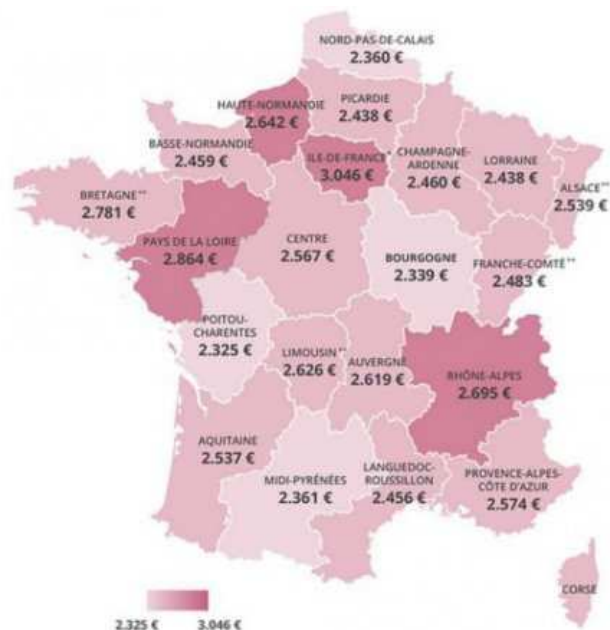 NORD-PAS-DE-CALAIS
2.360 €
HAUTE-NORMANDIE
2.642 €
PICARDIE
2.438 €
BASSE-NORMANDIE
2.459 €
ILE-DE-FRANCE*
3.046 €
CHAMPAGNE-
ARDENNE
2.460 €
LORRAINE
2.438 €
ALSACE**
2.539 €
BRETAGNE**
2.781 €
PAYS DE LA LOIRE
2.864 €
CENTRE
2.567 €
BOURGOGNE
2.339 €
FRANCHE-COMTÉ**
2.483 €
POITOU-
CHARENTES
2.325 €
LIMOUSIN**
2.626 €
AUVERGNE
2.619 €
RHÔNE-ALPES
2.695 €
AQUITAINE
2.537 €
MIDI-PYRÉNÉES
2.361 €
LANGUEDOC-
ROUSSILLON
2.456 €
PROVENCE-ALPES-
CÔTE D'AZUR
2.574 €
CORSE
2.325 €
3.046 €